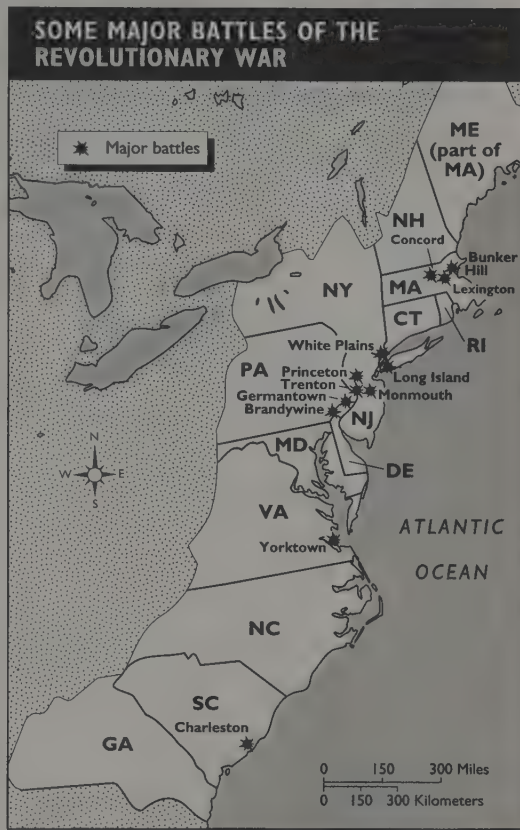 SOME MAJOR BATTLES OF THE
REVOLUTIONARY WAR
Major battles
ME
(part of
MA)
NH
Concord
Bunker
Hill
MA
Lexington
NY
CT
RI
White Plains
PA
Princeton
Trenton
Long Island
Germantown
Monmouth
Brandywine
NJ
MD
DE
N
W
E
S
VA
ATLANTIC
OCEAN
Yorktown
NC
SC
Charleston
GA
0 150 300 Miles
0 150 300 Kilometers